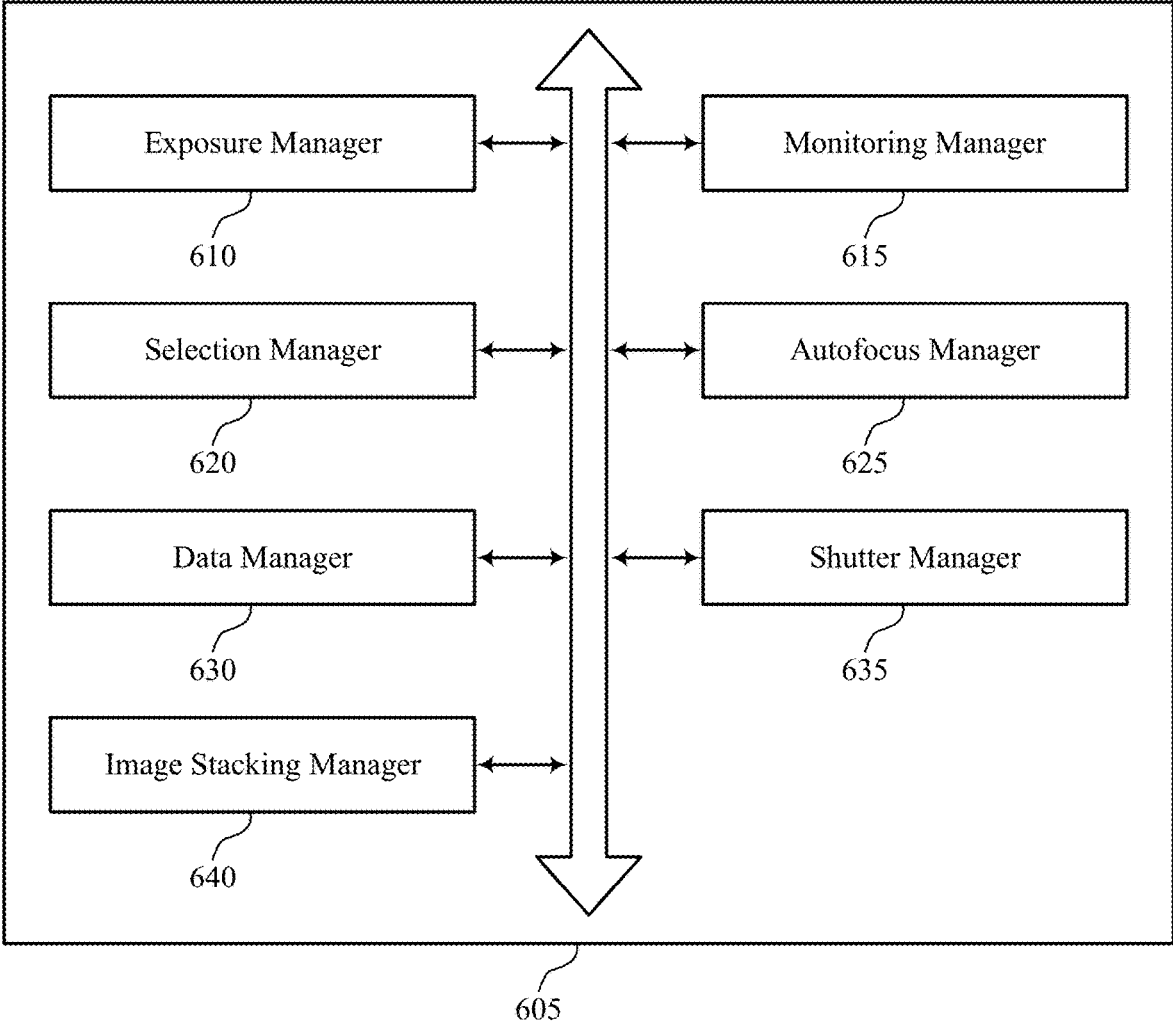 Exposure Manager
Monitoring Manager
610
615
Selection Manager
Autofocus Manager
620
625
Data Manager
Shutter Manager
630
635
Image Stacking Manager
640
605